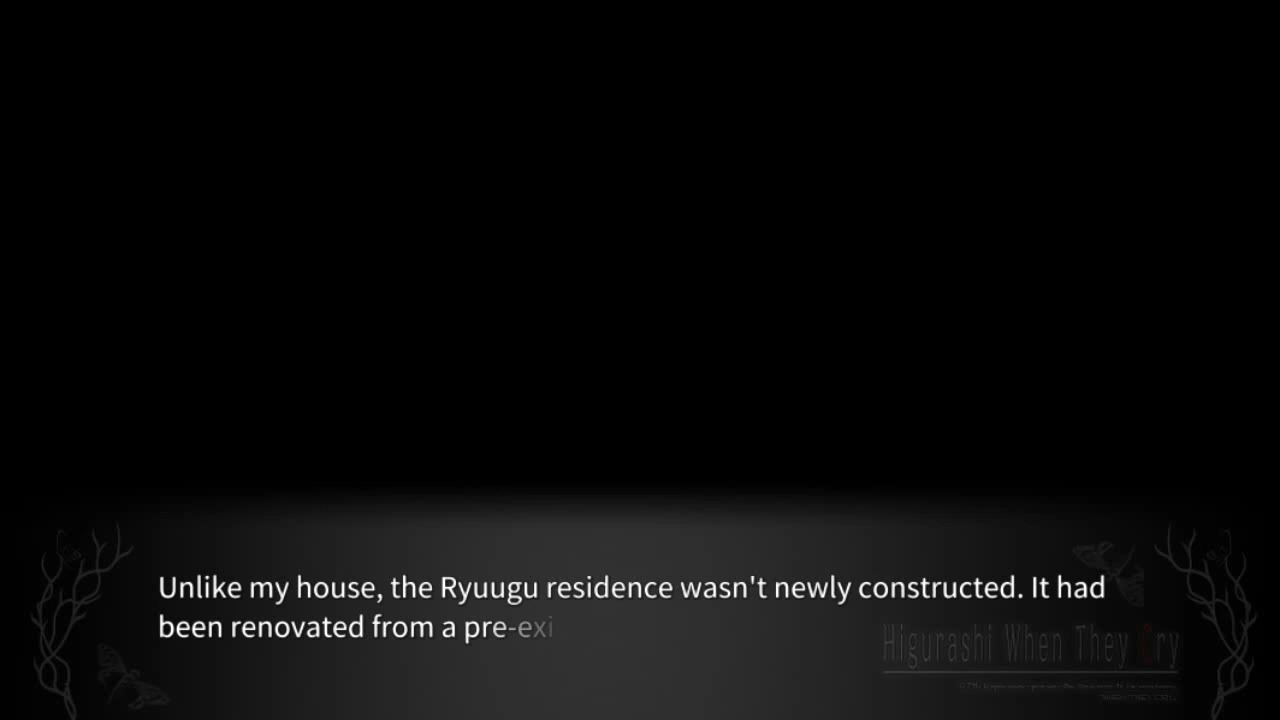 Unlike my house, the Ryuugu residence wasn't newly constructed. It had
been renovated from a pre-exi
Higurashi When They Cry